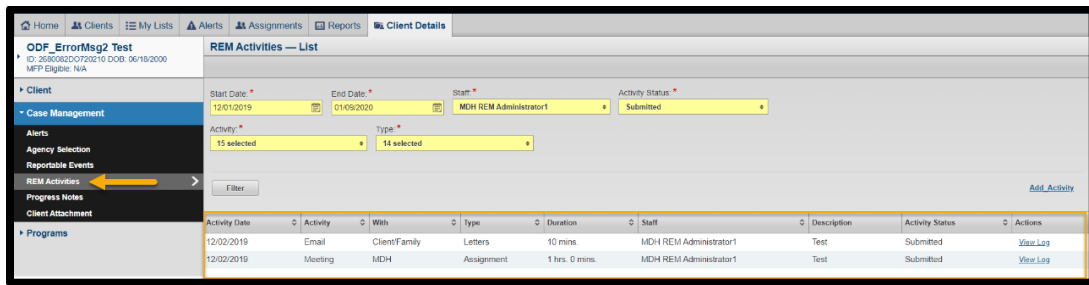 Home Clients My Lists Alerts Assignments Reports Client Details
ODF_ErrorMsg2 Test
ID: 2680082DO720210 DOB: 06/18/2000
MFP Eligible: N/A
Client
Case Management
Alerts
Agency Selection
Reportable Events
REM Activities
Progress Notes
Client Attachment
Programs
REM Activities — List
Start Date: * End Date: * Staff: * Activity Status: *
12/01/2019 01/09/2020 MDH REM Administrator1 Submitted
Activity: * Type: *
15 selected 14 selected
Filter Add_Activity
Activity Date Activity With Type Duration Staff Description Activity Status Actions
12/02/2019 Email Client/Family Letters 10 mins. MDH REM Administrator1 Test Submitted View Log
12/02/2019 Meeting MDH Assignment 1 hrs. 0 mins. MDH REM Administrator1 Test Submitted View Log